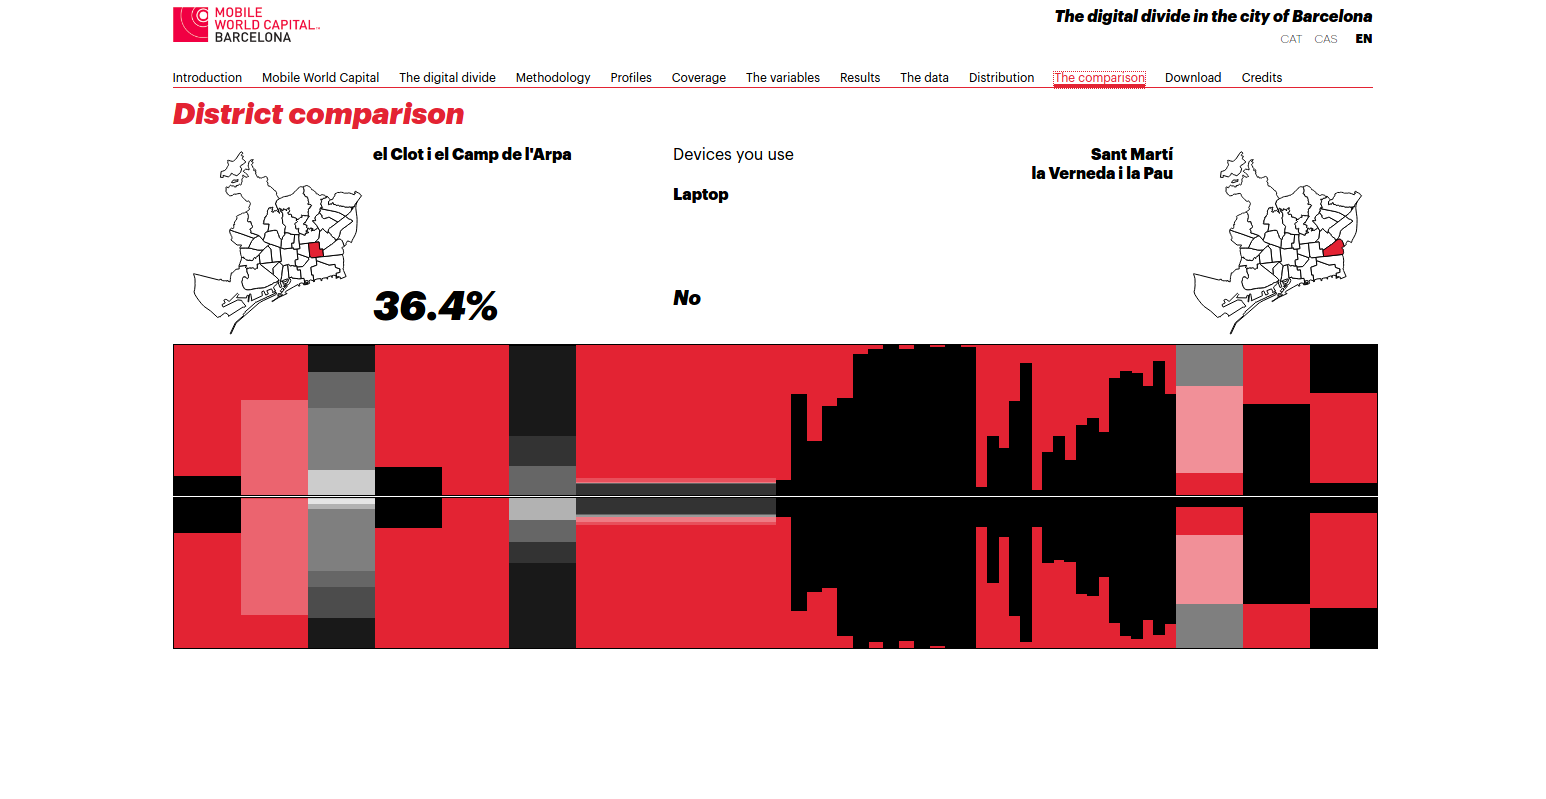 MOBILE
WORLD CAPITAL
BARCELONA
The digital divide in the city of Barcelona
CAT CAS EN
Introduction Mobile World Capital The digital divide Methodology Profiles Coverage The variables Results The data Distribution The comparison Download Credits
District comparison
el Clot i el Camp de l'Arpa
Devices you use
Sant Martí
la Verneda i la Pau
Laptop
36.4%
No